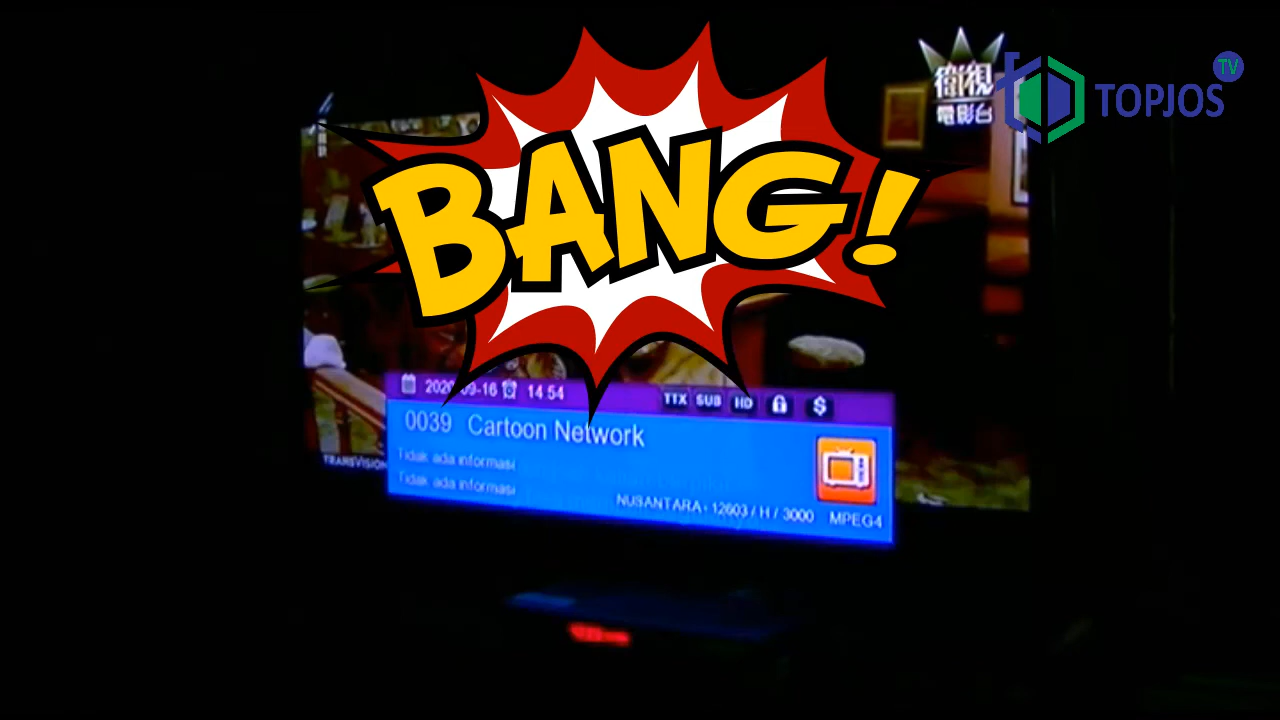 衛視
電影台
TV
TOPJOS
BANG!
2020-09-16 14 54
TTX SUB HD $
0039 Cartoon Network
Tidak ada informasi
Tidak ada informasi
NUSANTARA - 12603 / H / 3000 MPEG4
TRANSVISION